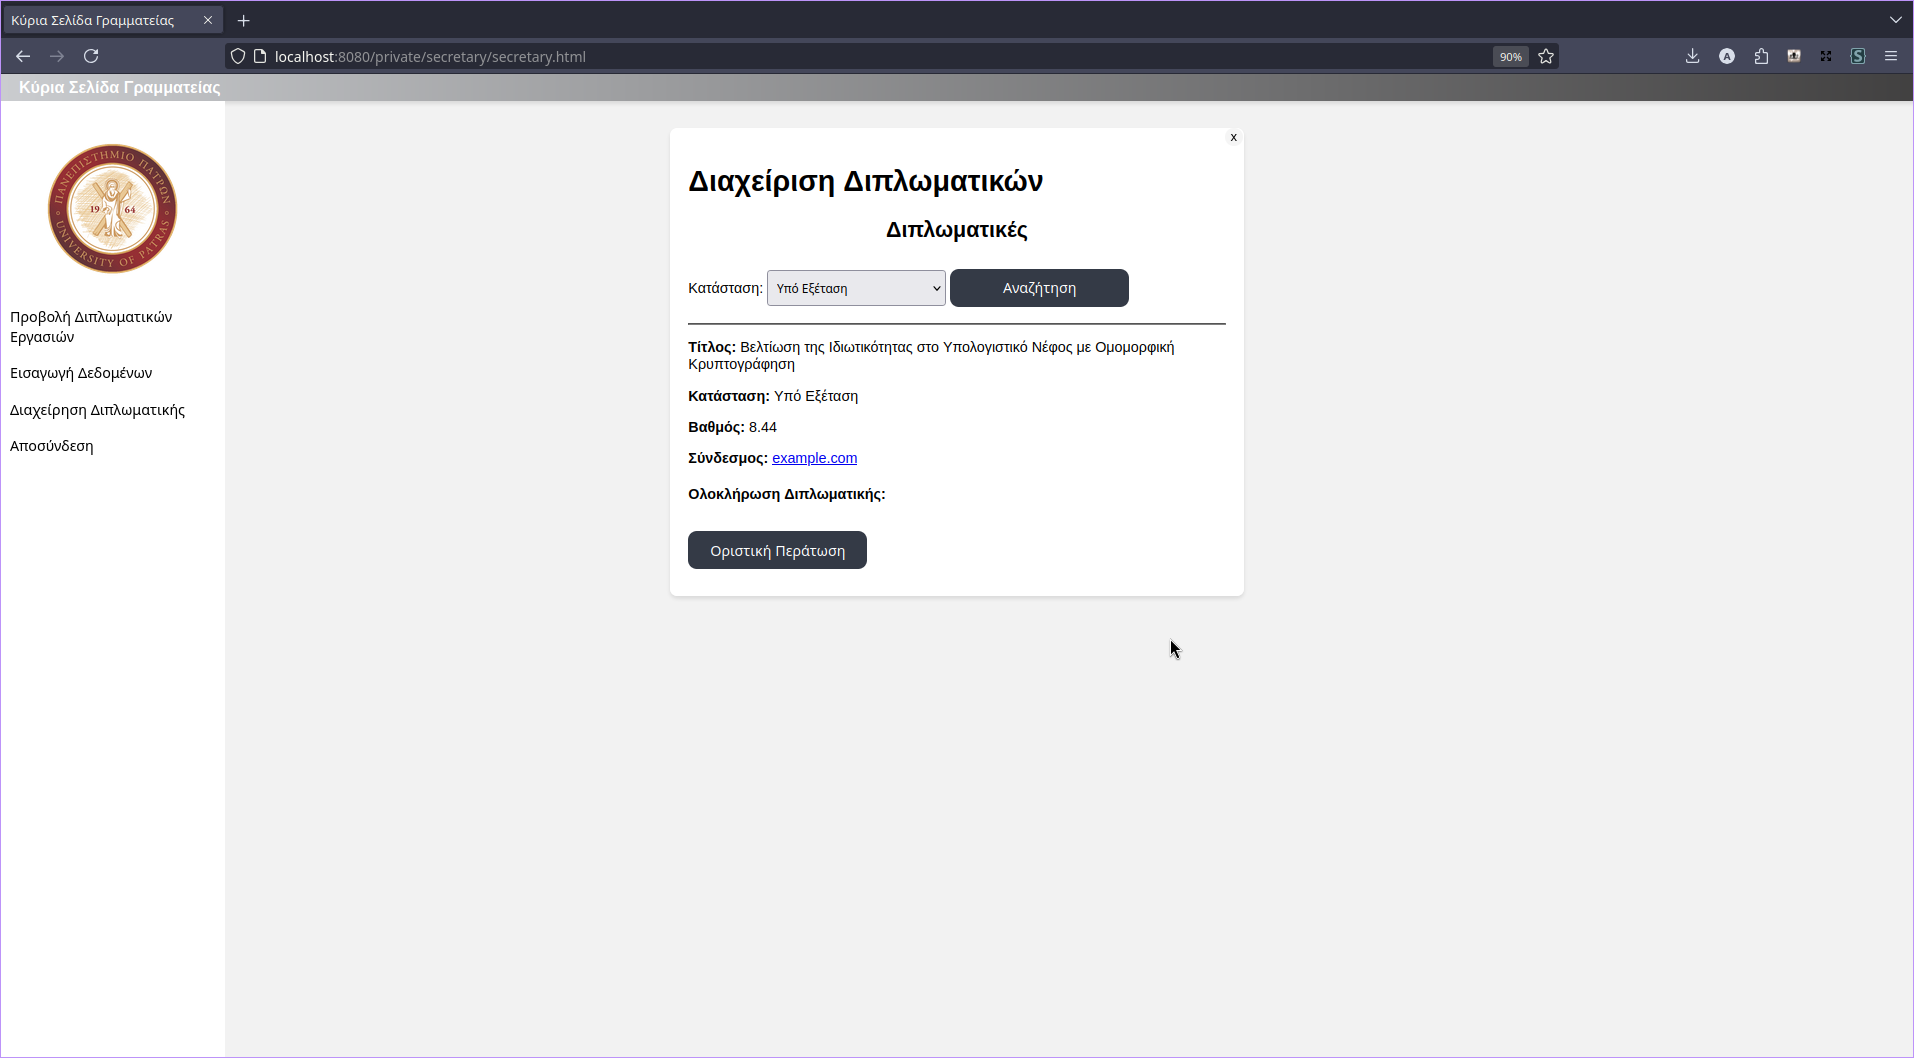 Κύρια Σελίδα Γραμματείας
localhost:8080/private/secretary/secretary.html
90%
A
S
Κύρια Σελίδα Γραμματείας
ΠΑΝΕΠΙΣΤΗΜΙΟ ΠΑΤΡΩΝ
19 64
UNIVERSITY OF PATRAS
Προβολή Διπλωματικών
Εργασιών
Εισαγωγή Δεδομένων
Διαχείρηση Διπλωματικής
Αποσύνδεση
x
Διαχείριση Διπλωματικών
Διπλωματικές
Κατάσταση: Υπό Εξέταση Αναζήτηση
Τίτλος: Βελτίωση της Ιδιωτικότητας στο Υπολογιστικό Νέφος με Ομομορφική
Κρυπτογράφηση
Κατάσταση: Υπό Εξέταση
Βαθμός: 8.44
Σύνδεσμος: example.com
Ολοκλήρωση Διπλωματικής:
Οριστική Περάτωση